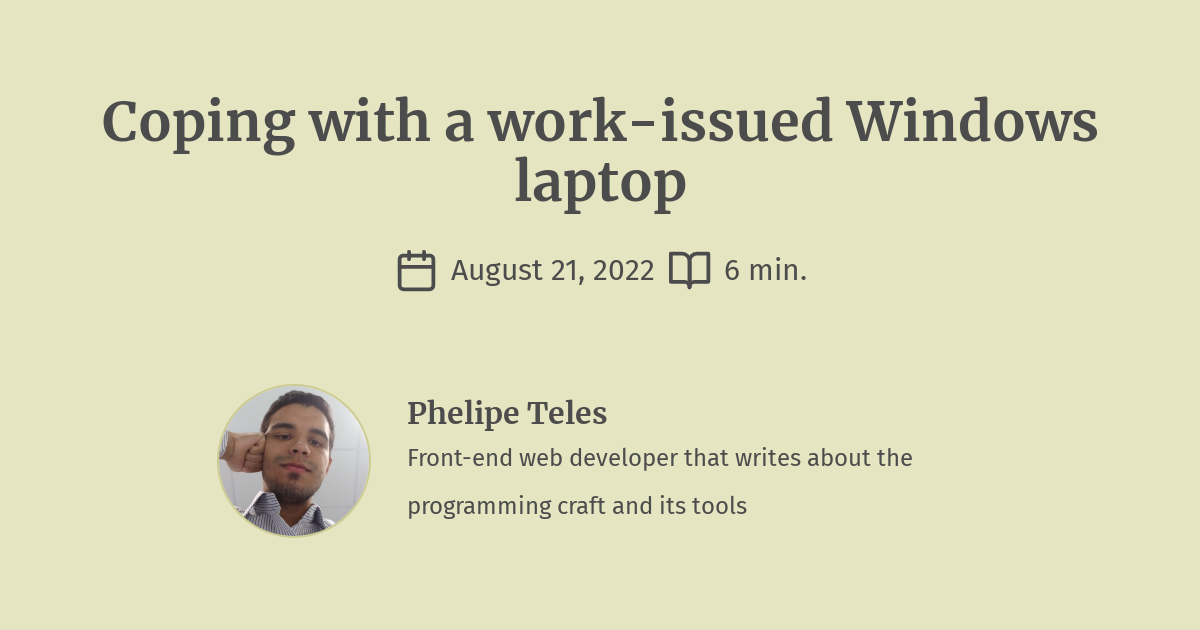 Coping with a work-issued Windows
laptop
August 21, 2022 6 min.
Phelipe Teles
Front-end web developer that writes about the
programming craft and its tools